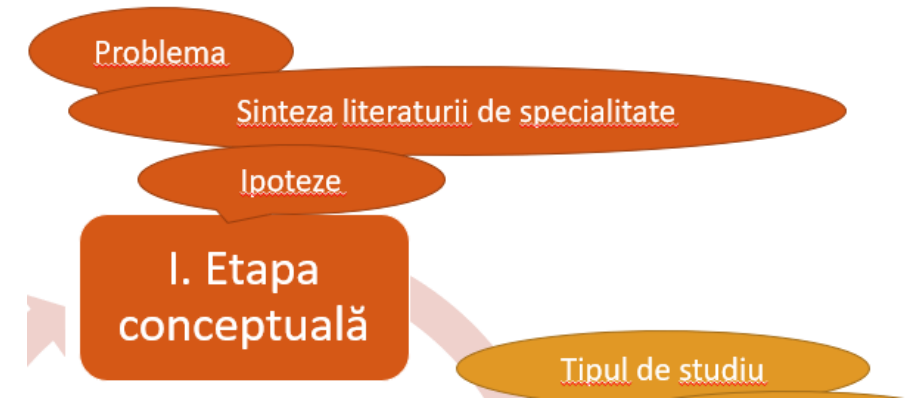 Problema
Sinteza literaturii de specialitate
Ipoteze
I. Etapa
conceptuală
Tipul de studiu